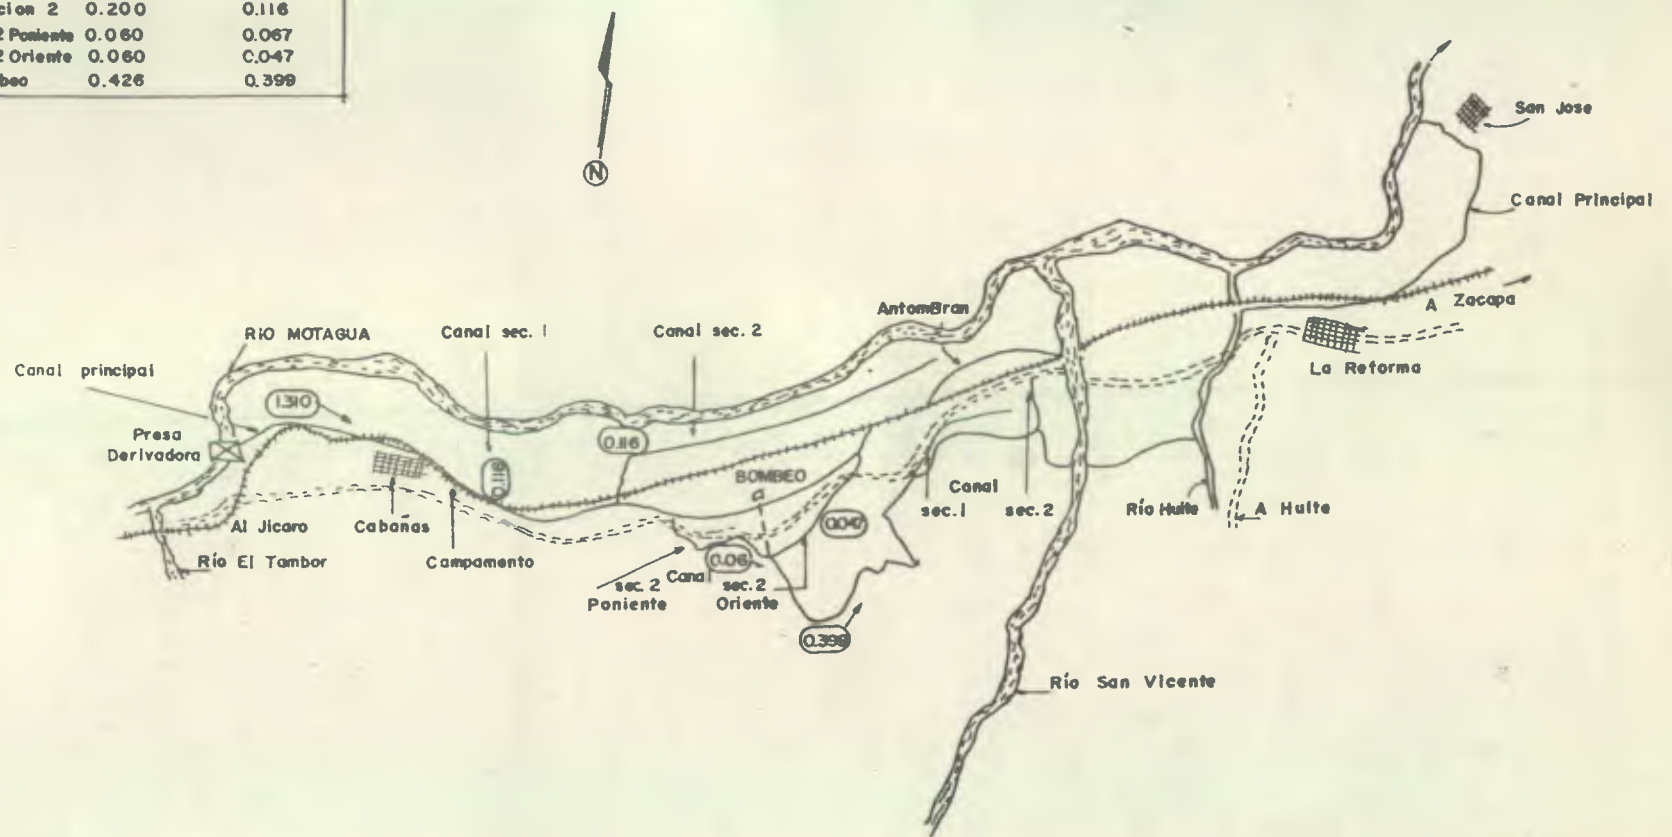 cion 2 0.200 0.116
2 Poniente 0.060 0.067
2 Oriente 0.060 0.047
beo 0.426 0.399
N
San Jose
Canal Principal
A Zacapa
AntomBran
RIO MOTAGUA
Canal sec. 1
Canal sec. 2
Canal principal
1.310
La Reforma
Presa
Derivadora
0.116
0.116
BOMBEO
Canal
sec.1
sec.2
Río Huite
A Huite
Al Jicaro
Cabanas
0.047
Río El Tambor
Campamento
0.06
Cana
sec. 2
Poniente
sec.2
Oriente
0.399
Río San Vicente